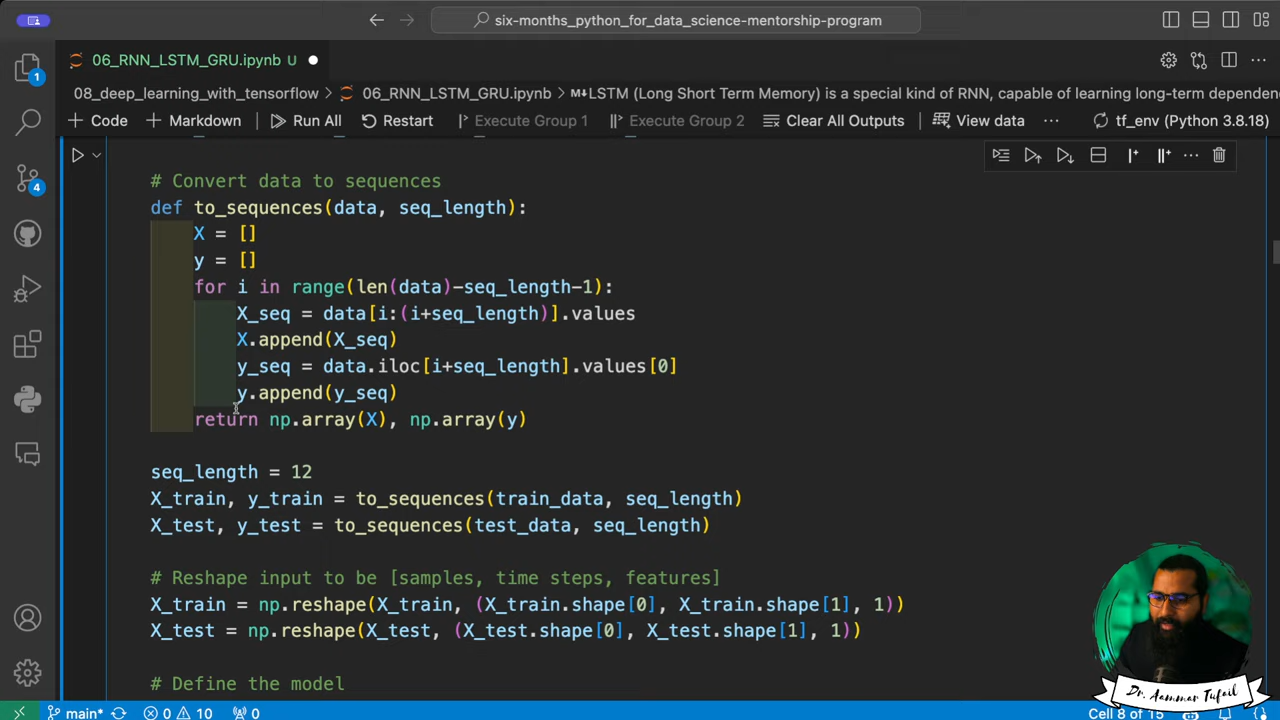 six-months_python_for_data_science-mentorship-program
06_RNN_LSTM_GRU.ipynb U
08_deep_learning_with_tensorflow > 06_RNN_LSTM_GRU.ipynb > LSTM (Long Short Term Memory) is a special kind of RNN, capable of learning long-term depende
+ Code + Markdown Run All Restart Execute Group 1 Execute Group 2 Clear All Outputs View data ... tf_env (Python 3.8.18)
1
4
# Convert data to sequences
def to_sequences(data, seq_length):
X = []
y = []
for i in range(len(data)-seq_length-1):
X_seq = data[i:(i+seq_length)].values
X.append(X_seq)
y_seq = data.iloc[i+seq_length].values[0]
y.append(y_seq)
return np.array(X), np.array(y)
seq_length = 12
X_train, y_train = to_sequences(train_data, seq_length)
X_test, y_test = to_sequences(test_data, seq_length)
# Reshape input to be [samples, time steps, features]
X_train = np.reshape(X_train, (X_train.shape[0], X_train.shape[1], 1))
X_test = np.reshape(X_test, (X_test.shape[0], X_test.shape[1], 1))
# Define the model
Dr. Aammar Tufail
main* 0 10 0 Cell 8 of 15